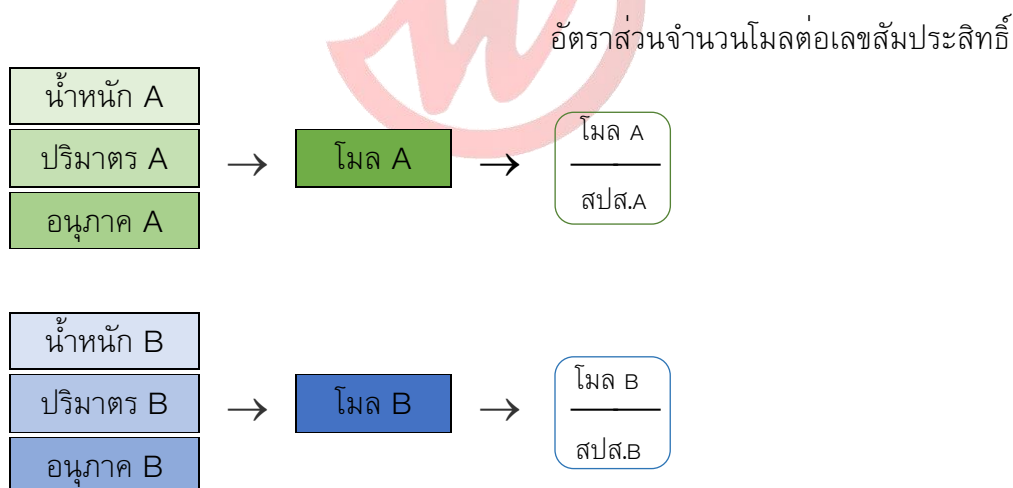 อัตราส่วนจำนวนโมลต่อเลขสัมประสิทธิ์
น้ำหนัก A
ปริมาตร A
อนุภาค A
→
โมล A
→
โมล A
สปส.A
น้ำหนัก B
ปริมาตร B
อนุภาค B
→
โมล B
→
โมล B
สปส.B